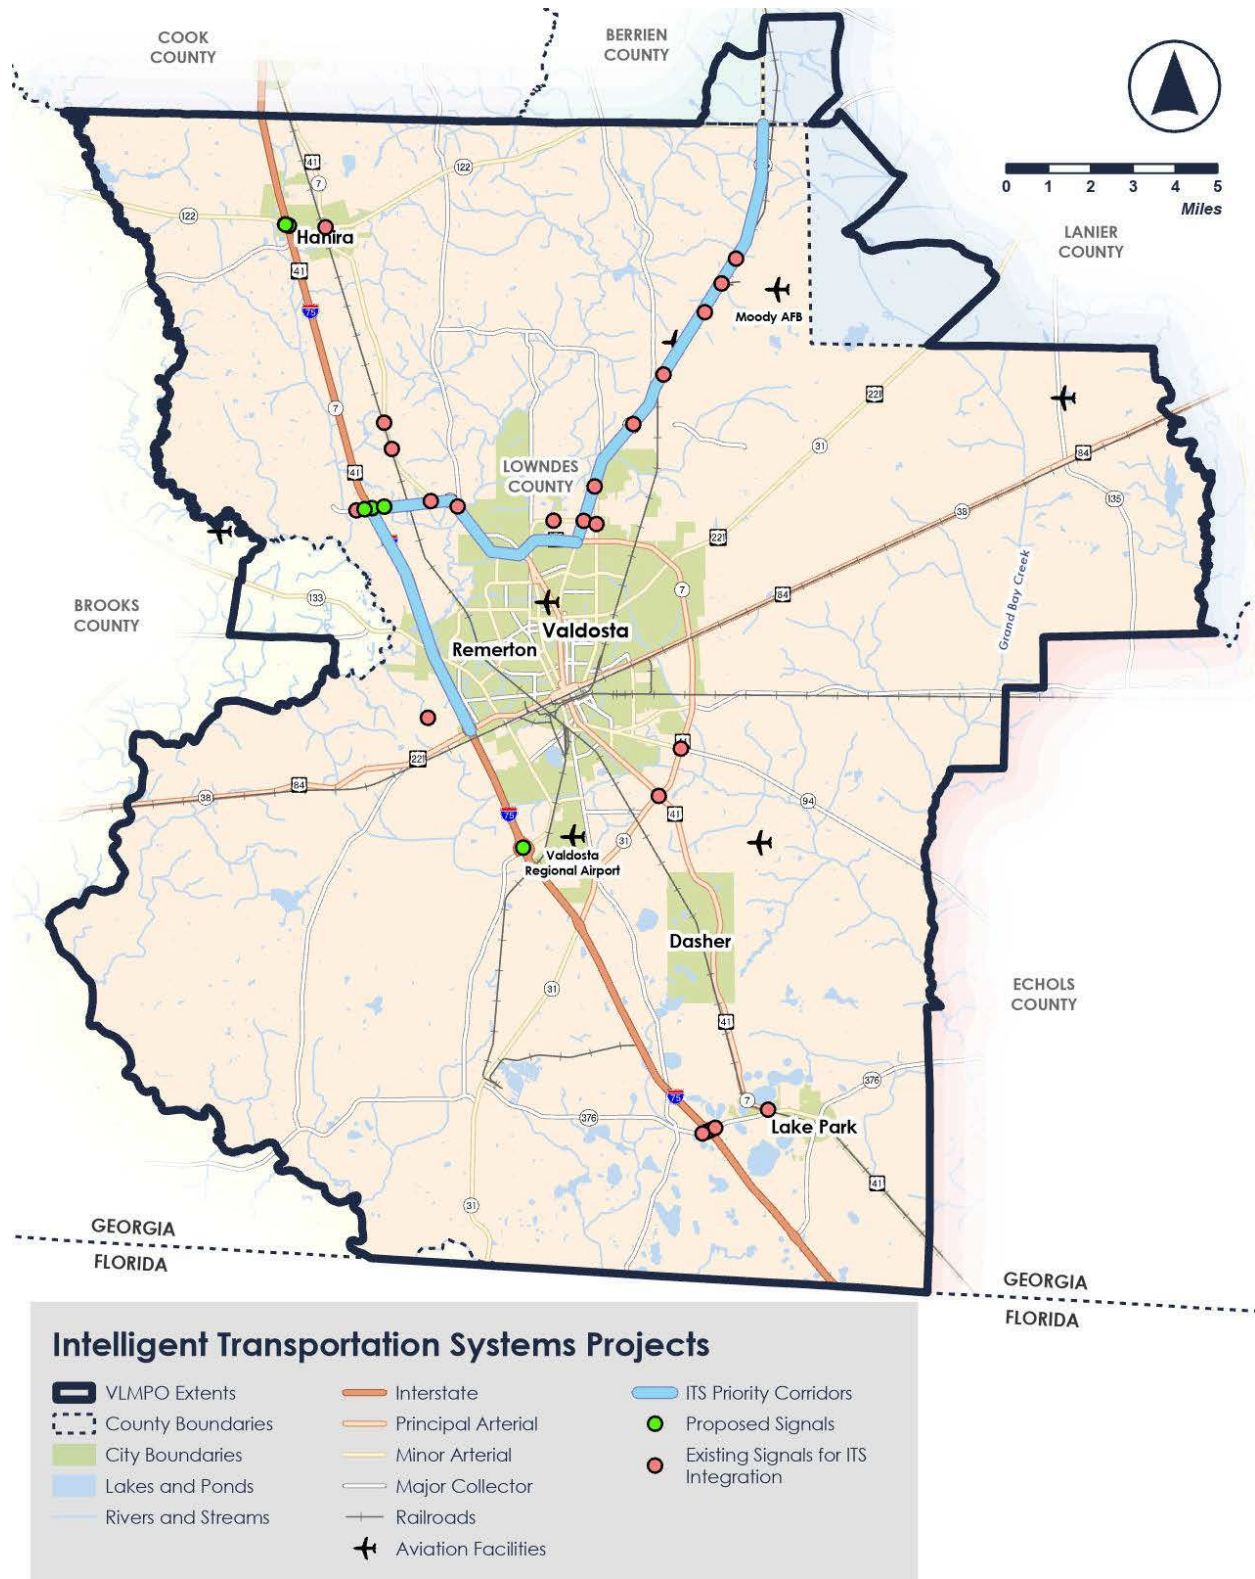 COOK
COUNTY
BERRIEN
COUNTY
0 1 2 3 4 5
Miles
LANIER
COUNTY
41
7
122
122
Hahira
41
75
Moody AFB
221
7
31
41
84
LOWNDES
COUNTY
135
38
221
Grand Bay Creek
84
7
133
BROOKS
COUNTY
Valdosta
Remerton
221
84
38
41
94
75
41
31
Valdosta
Regional Airport
Dasher
31
ECHOLS
COUNTY
41
376
75
7
376
Lake Park
41
31
GEORGIA
FLORIDA
GEORGIA
FLORIDA
Intelligent Transportation Systems Projects
VLMPO Extents
County Boundaries
City Boundaries
Lakes and Ponds
Rivers and Streams
Interstate
Principal Arterial
Minor Arterial
Major Collector
Railroads
Aviation Facilities
ITS Priority Corridors
Proposed Signals
Existing Signals for ITS
Integration